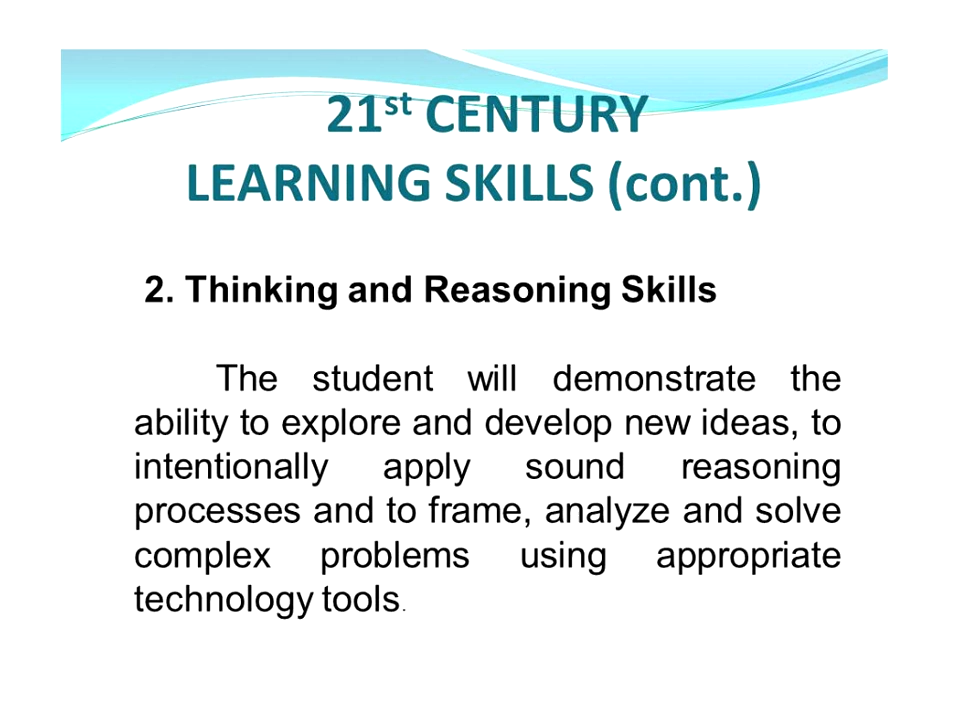 21st CENTURY
LEARNING SKILLS (cont.)
2. Thinking and Reasoning Skills
The student will demonstrate the
ability to explore and develop new ideas, to
intentionally apply sound reasoning
processes and to frame, analyze and solve
complex problems using appropriate
technology tools.